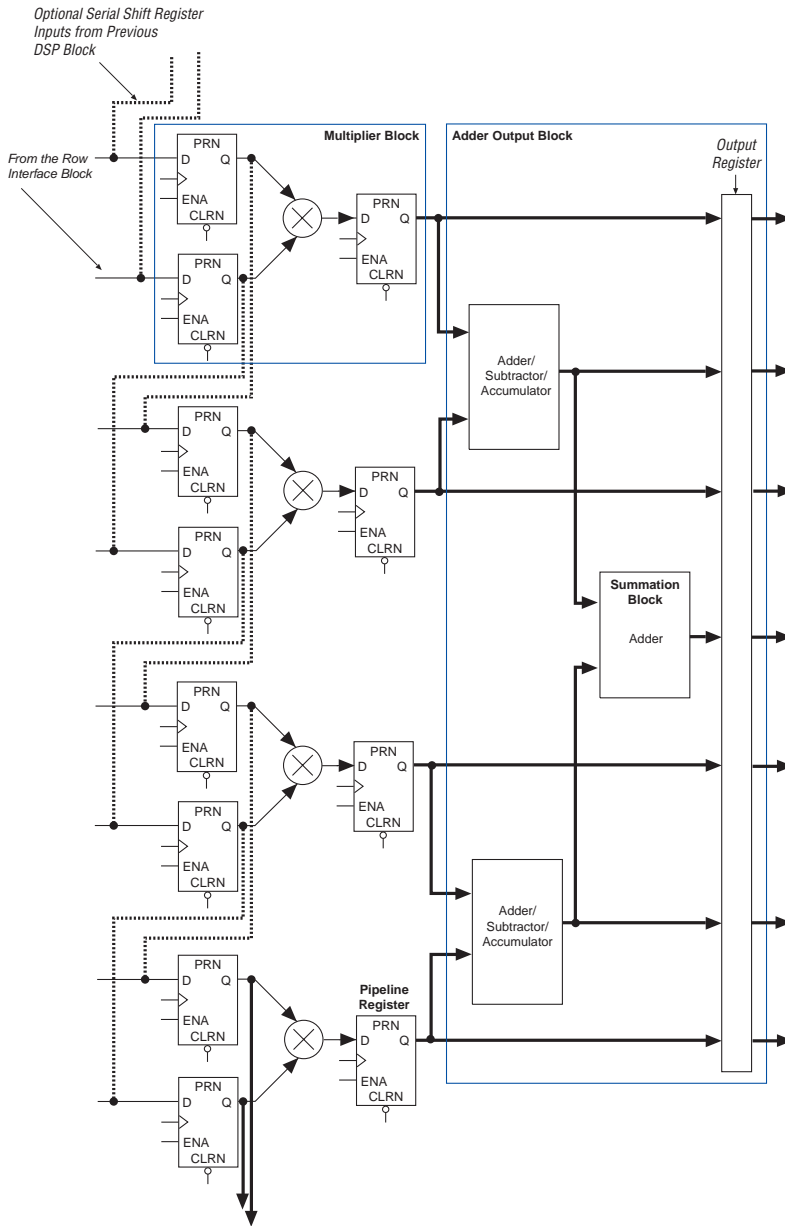 Optional Serial Shift Register
Inputs from Previous
DSP Block
Multiplier Block
Adder Output Block
Output
Register
From the Row
Interface Block
PRN
D Q
ENA
CLRN
PRN
D Q
ENA
CLRN
PRN
D Q
ENA
CLRN
Adder/
Subtractor/
Accumulator
PRN
D Q
ENA
CLRN
PRN
D Q
ENA
CLRN
PRN
D Q
ENA
CLRN
Summation
Block
Adder
PRN
D Q
ENA
CLRN
PRN
D Q
ENA
CLRN
PRN
D Q
ENA
CLRN
Adder/
Subtractor/
Accumulator
PRN
D Q
ENA
CLRN
Pipeline
Register
PRN
D Q
ENA
CLRN
PRN
D Q
ENA
CLRN